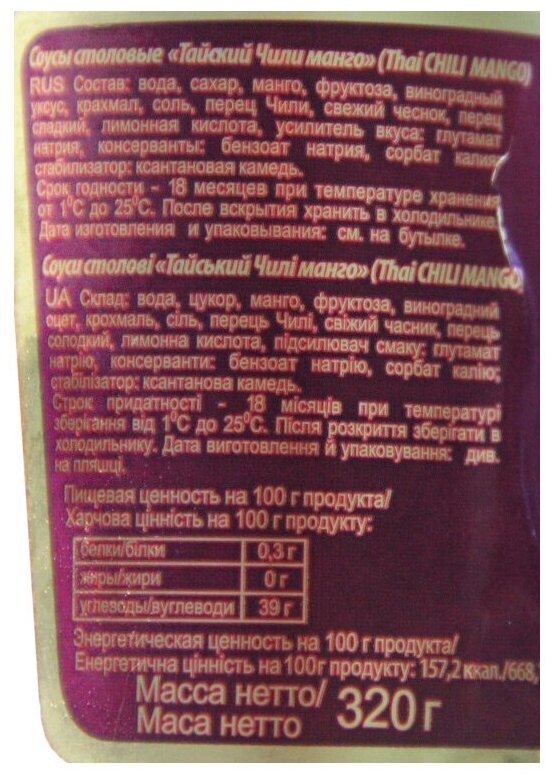 Соусы столовые «Тайский Чили манго» (Thai CHILI MANGO)
RUS Состав: вода, сахар, манго, фруктоза, виноградный
уксус, крахмал, соль, перец Чили, свежий чеснок, перец
сладкий, лимонная кислота, усилитель вкуса: глутамат
натрия, консерванты: бензоат натрия, сорбат калия,
стабилизатор: ксантановая камедь.
Срок годности - 18 месяцев при температуре хранения
от 1°C до 25°C. После вскрытия хранить в холодильнике.
Дата изготовления и упаковывания: см. на бутылке.
Соуси столові «Тайський Чилі манго» (Thai CHILI MANGO)
UA Склад: вода, цукор, манго, фруктоза, виноградний
оцет, крохмаль, сіль, перець Чилі, свіжий часник, перець
солодкий, лимонна кислота, підсилювач смаку: глутамат
натрію, консерванти: бензоат натрію, сорбат калію;
стабілізатор: ксантанова камедь.
Строк придатності - 18 місяців при температурі
зберігання від 1°C до 25°C. Після розкриття зберігати в
холодильнику. Дата виготовлення й упаковування: див.
на пляшці.
Пищевая ценность на 100 г продукта/
Харчова цінність на 100 г продукту:
белки/білки 0,3 г
жиры/жири 0 г
углеводы/вуглеводи 39 г
Энергетическая ценность на 100 г продукта/
Енергетична цінність на 100г продукту: 157,2 ккал./668,
Масса нетто/ 320 г
Маса нетто